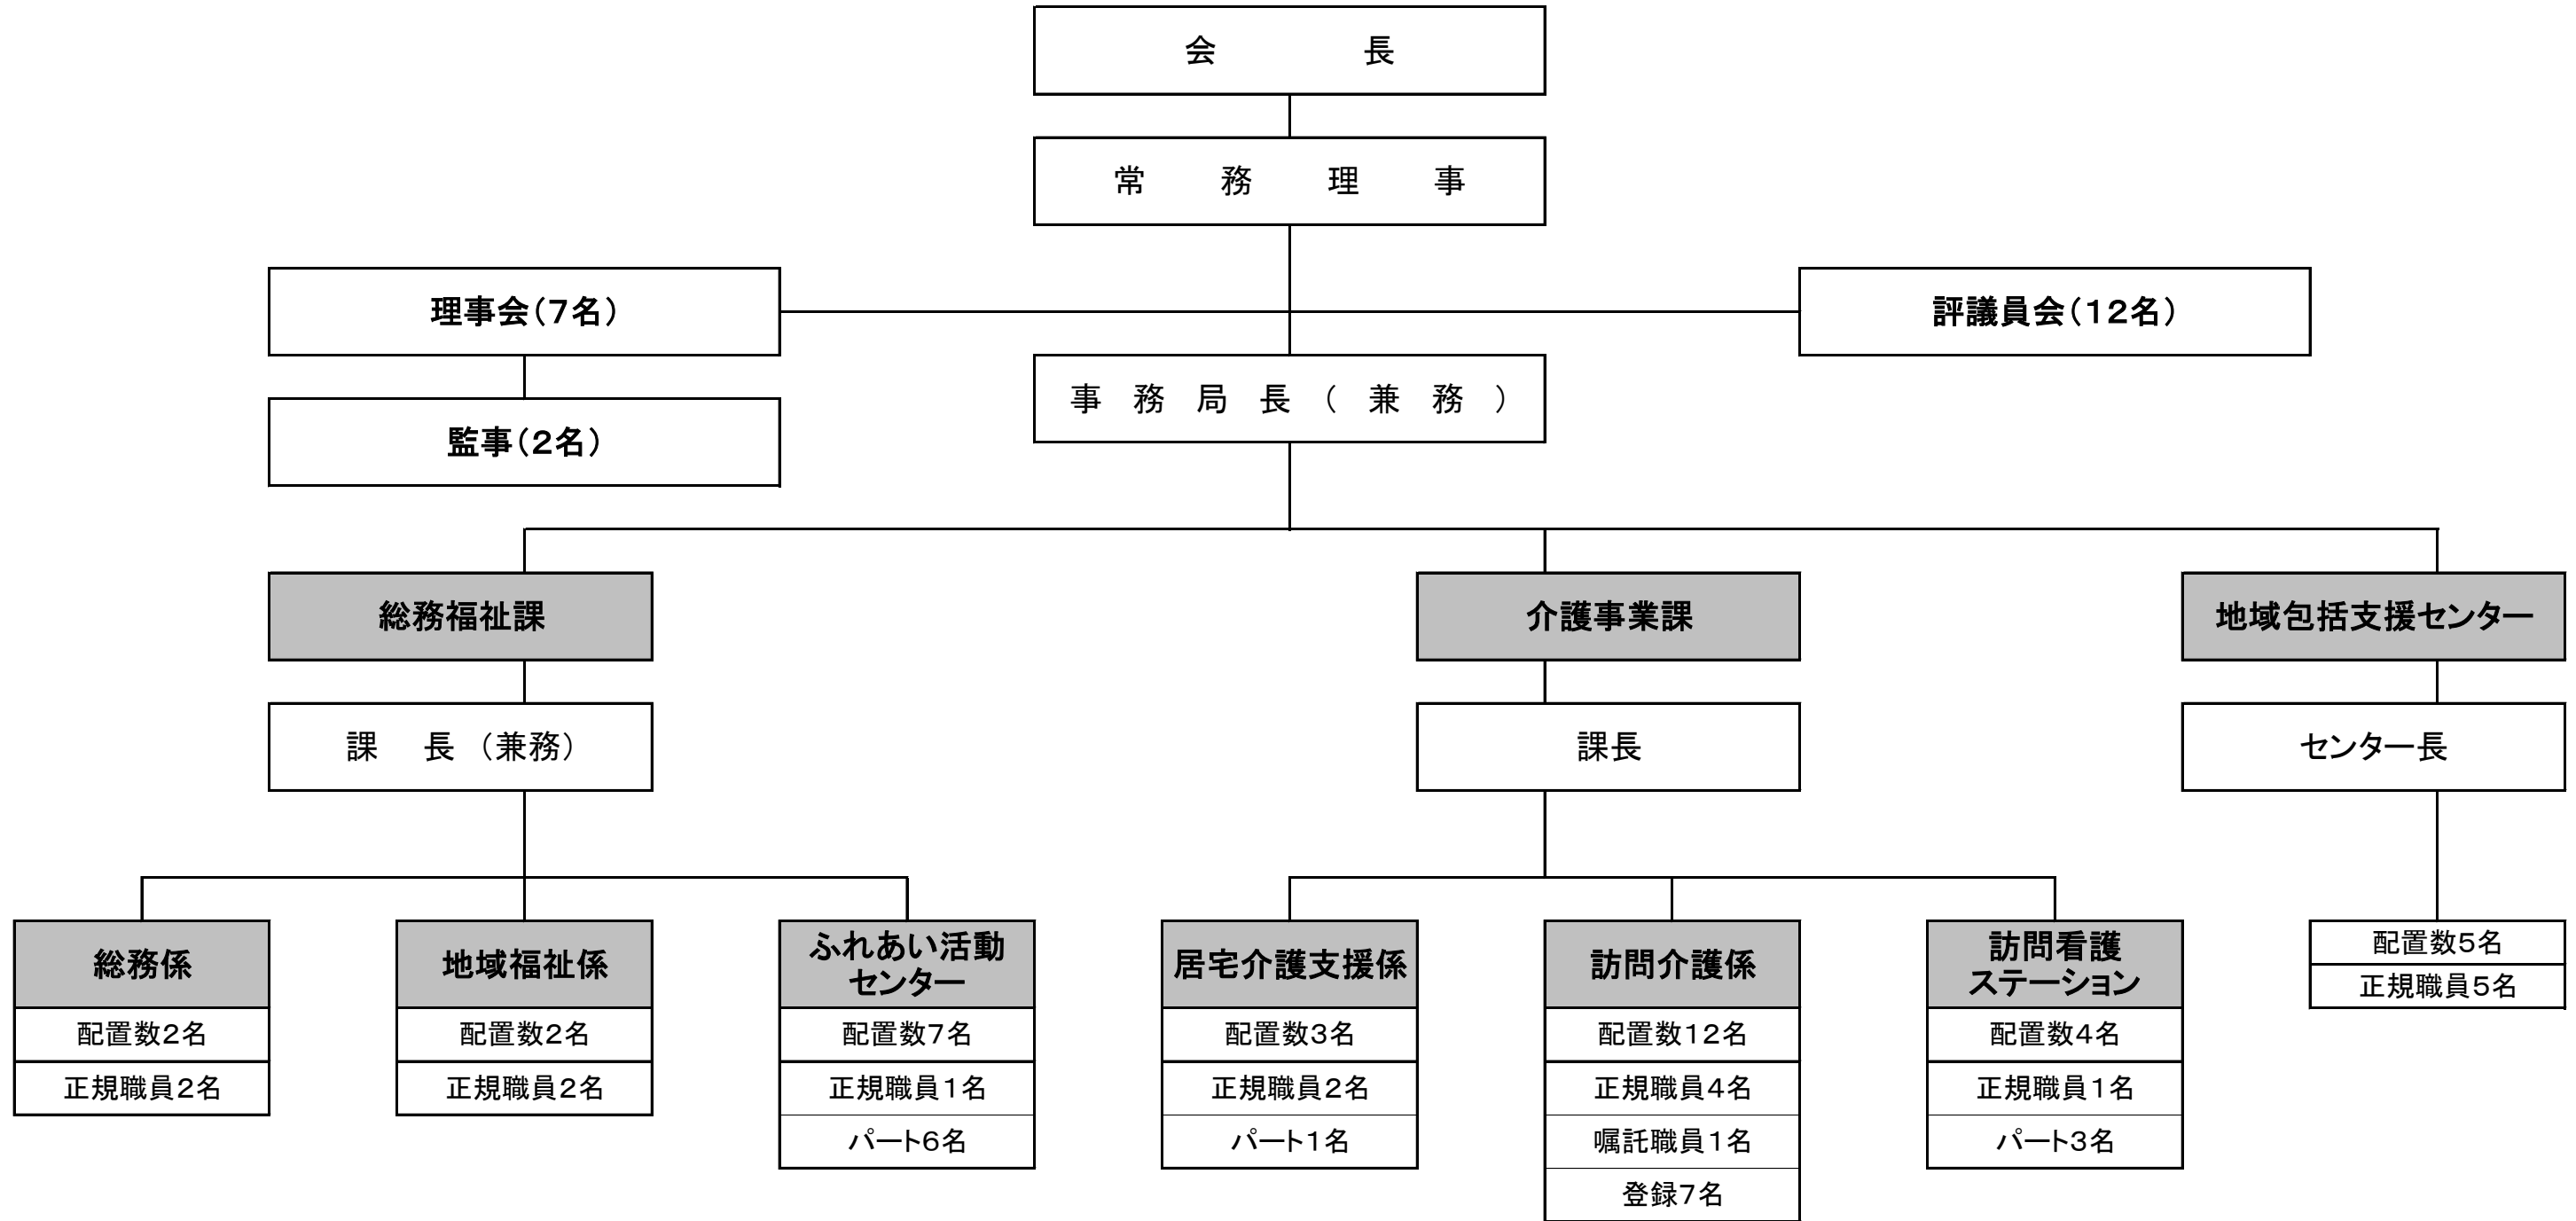 会長
常務理事
理事会（７名）
評議員会（１２名）
事務局長（兼務）
監事（２名）
総務福祉課
介護事業課
地域包括支援センター
課長（兼務）
課長
センター長
総務係
配置数２名
正規職員２名
地域福祉係
配置数２名
正規職員２名
ふれあい活動
センター
配置数７名
正規職員１名
パート６名
居宅介護支援係
配置数３名
正規職員２名
パート１名
訪問介護係
配置数１２名
正規職員４名
嘱託職員１名
登録７名
訪問看護
ステーション
配置数４名
正規職員１名
パート３名
配置数５名
正規職員５名